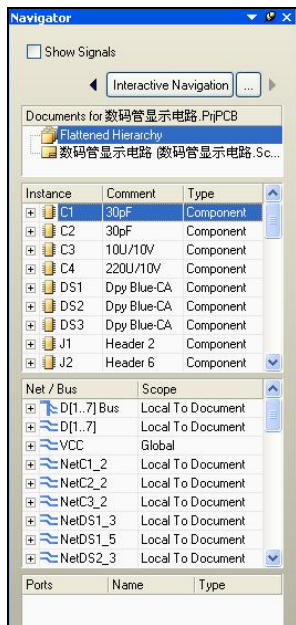 Navigator
Show Signals
Interactive Navigation ...
Documents for 数码管显示电路.PrjPCB
Flattened Hierarchy
数码管显示电路 (数码管显示电路.Sc...
Instance Comment Type
C1 30pF Component
C2 30pF Component
C3 10U/10V Component
C4 220U/10V Component
DS1 Dpy Blue-CA Component
DS2 Dpy Blue-CA Component
DS3 Dpy Blue-CA Component
J1 Header 2 Component
J2 Header 6 Component
Net / Bus Scope
D[1..7] Bus Local To Document
D[1..7] Local To Document
VCC Global
NetC1_2 Local To Document
NetC2_2 Local To Document
NetC3_2 Local To Document
NetDS1_3 Local To Document
NetDS1_5 Local To Document
NetDS2_3 Local To Document
Ports Name Type